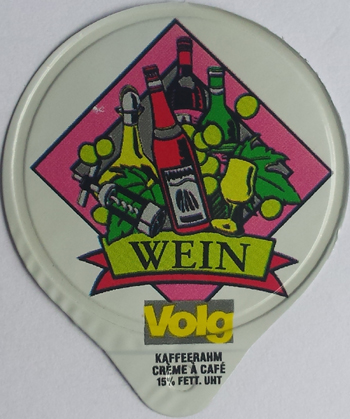 WEIN
Volg
KAFFEERAHM
CRÈME À CAFÉ
15% FETT. UHT